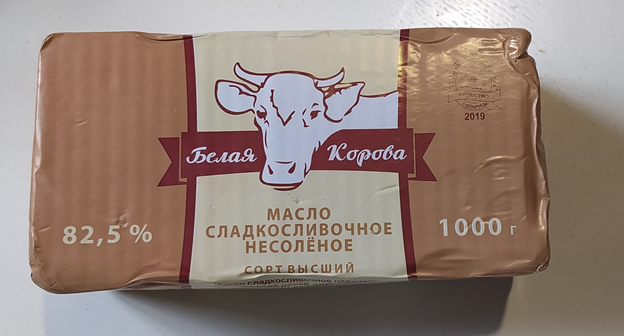 Белая Корова
МАСЛО
СЛАДКОСЛИВОЧНОЕ
НЕСОЛЁНОЕ
СОРТ ВЫСШИЙ
82,5 %
1000 г
2019